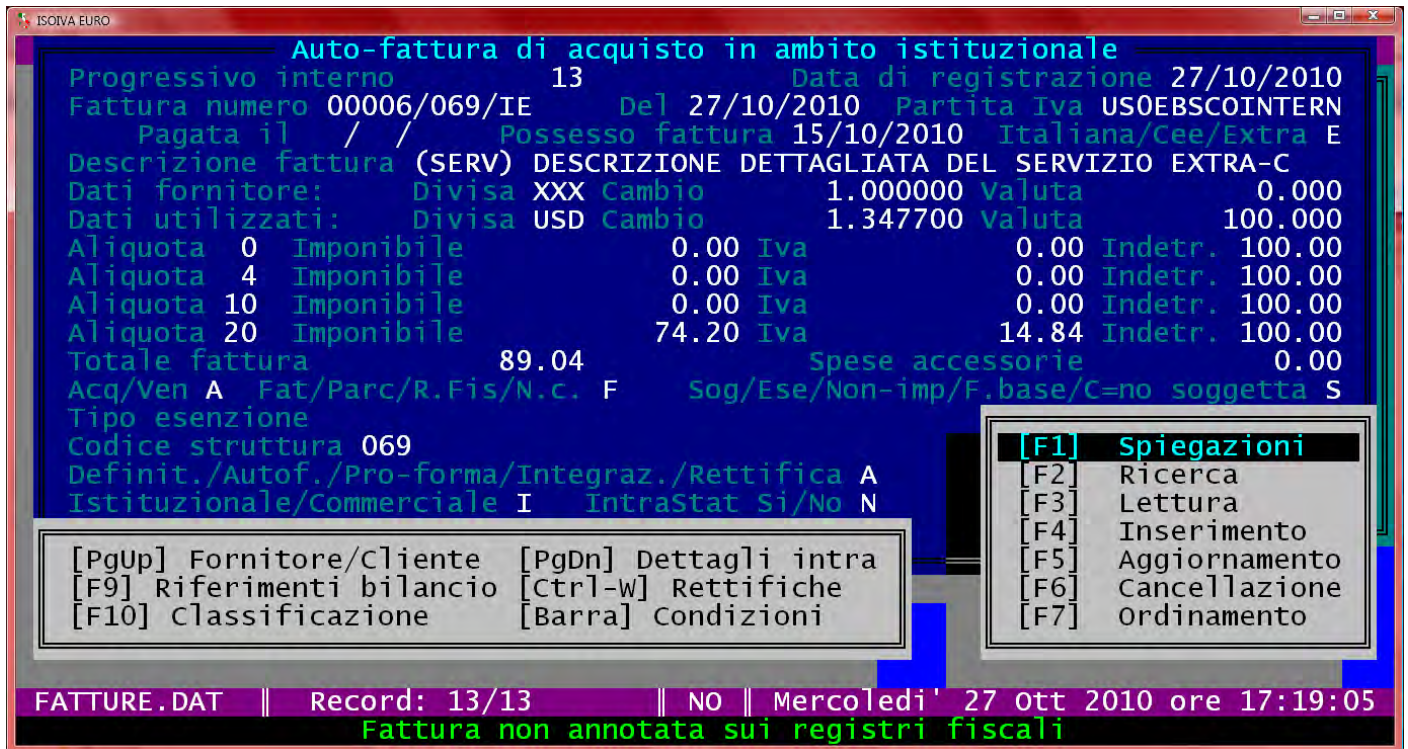 ISOIVA EURO
Auto-fattura di acquisto in ambito istituzionale
Progressivo interno 13 Data di registrazione 27/10/2010
Fattura numero 00006/069/IE Del 27/10/2010 Partita Iva US0EBSCOINTERN
Pagata il / / Possesso fattura 15/10/2010 Italiana/Cee/Extra E
Descrizione fattura (SERV) DESCRIZIONE DETTAGLIATA DEL SERVIZIO EXTRA-C
Dati fornitore: Divisa XXX Cambio 1.000000 Valuta 0.000
Dati utilizzati: Divisa USD Cambio 1.347700 Valuta 100.000
Aliquota 0 Imponibile 0.00 Iva 0.00 Indetr. 100.00
Aliquota 4 Imponibile 0.00 Iva 0.00 Indetr. 100.00
Aliquota 10 Imponibile 0.00 Iva 0.00 Indetr. 100.00
Aliquota 20 Imponibile 74.20 Iva 14.84 Indetr. 100.00
Totale fattura 89.04 Spese accessorie 0.00
Acq/Ven A Fat/Parc/R.Fis/N.c. F Sog/Ese/Non-imp/F.base/C=no soggetta S
Tipo esenzione
Codice struttura 069
Definit./Autof./Pro-forma/Integraz./Rettifica A
Istituzionale/Commerciale I IntraStat Si/No N
[F1] Spiegazioni
[F2] Ricerca
[F3] Lettura
[F4] Inserimento
[F5] Aggiornamento
[F6] Cancellazione
[F7] Ordinamento
[PgUp] Fornitore/Cliente [PgDn] Dettagli intra
[F9] Riferimenti bilancio [Ctrl-W] Rettifiche
[F10] Classificazione [Barra] Condizioni
FATTURE.DAT ║ Record: 13/13 ║ NO ║ Mercoledi' 27 Ott 2010 ore 17:19:05
Fattura non annotata sui registri fiscali